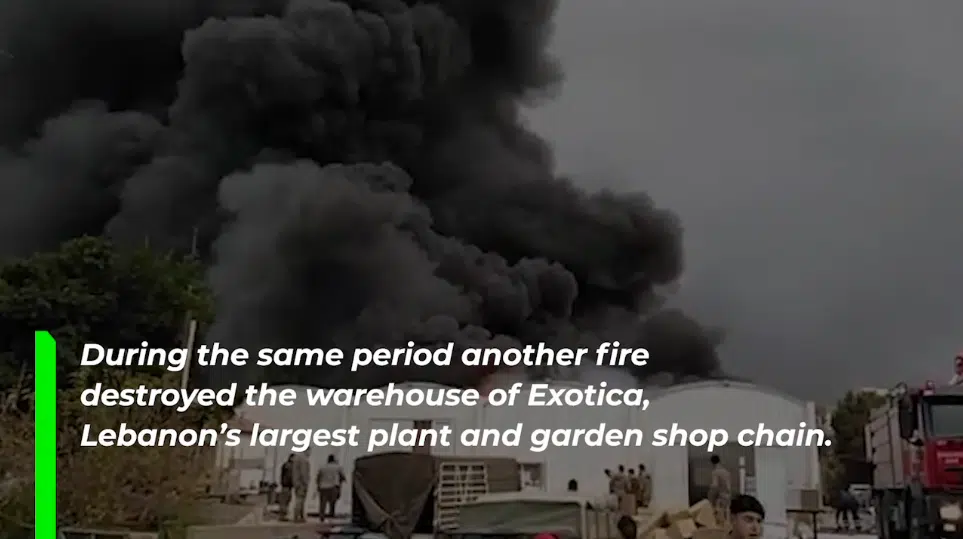 During the same period another fire
destroyed the warehouse of Exotica,
Lebanon’s largest plant and garden shop chain.